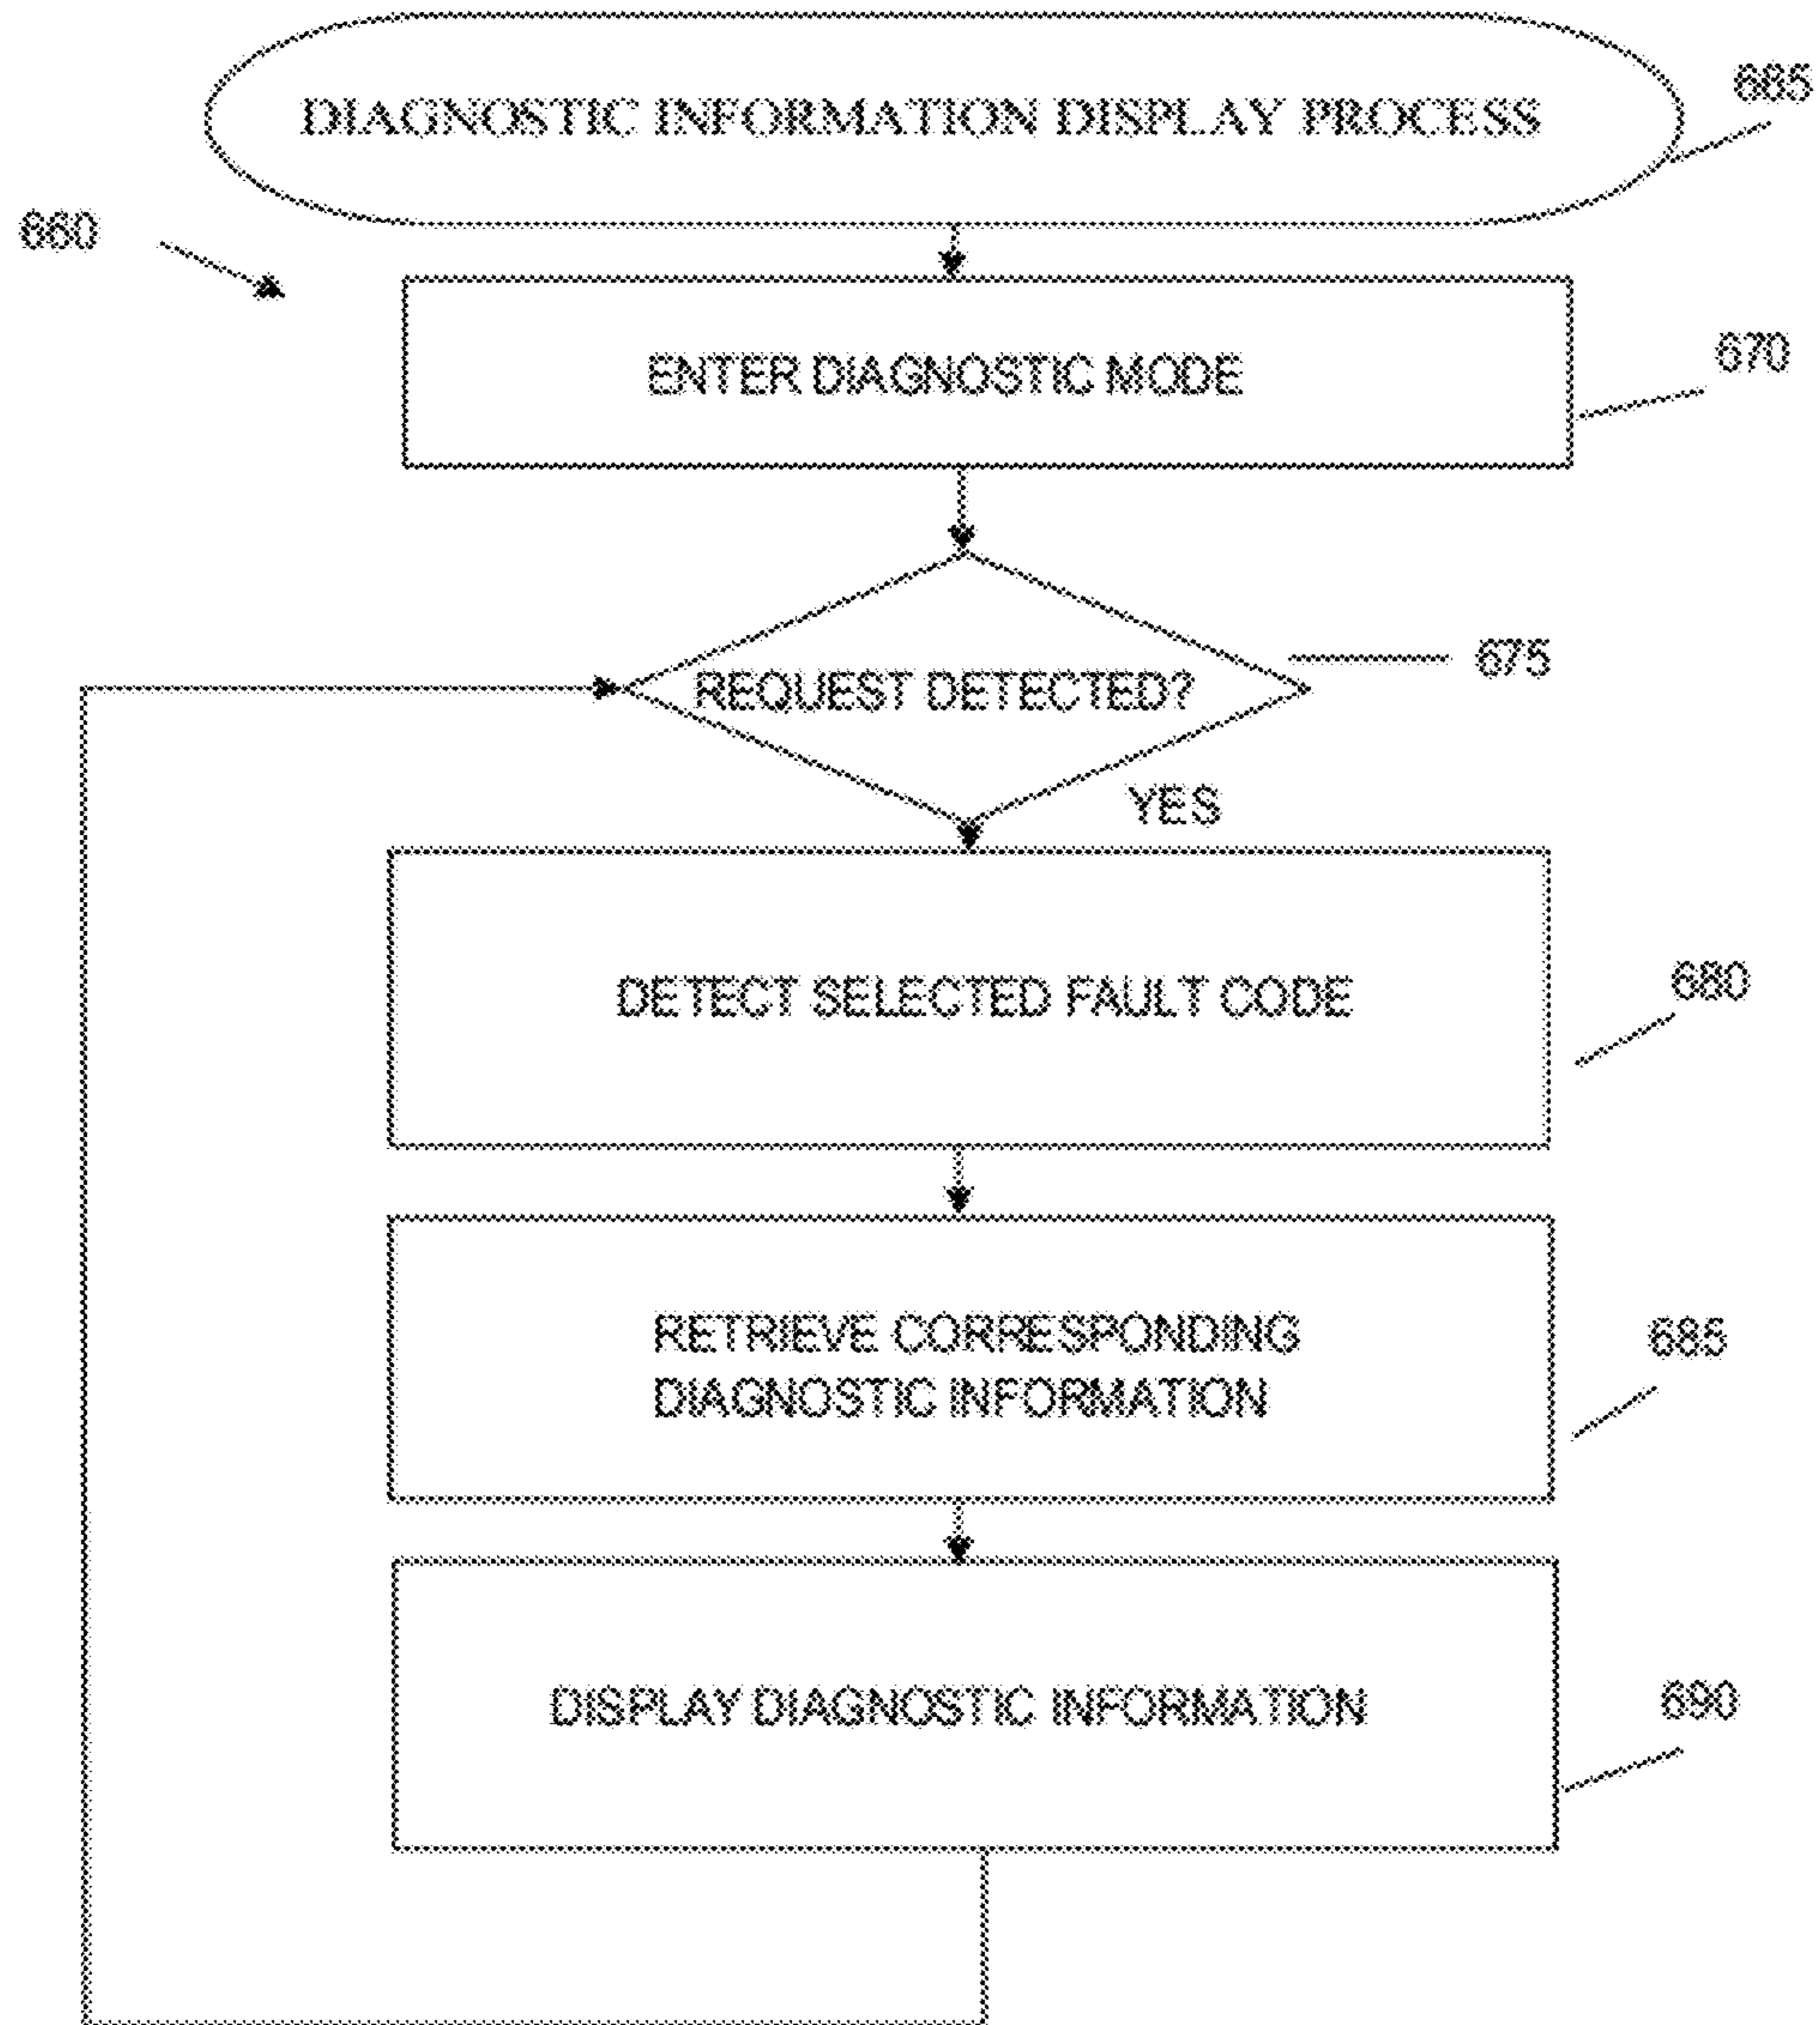 DIAGNOSTIC INFORMATION DISPLAY PROCESS
685
660
ENTER DIAGNOSTIC MODE
670
REQUEST DETECTED?
675
YES
DETECT SELECTED FAULT CODE
680
RETRIEVE CORRESPONDING
DIAGNOSTIC INFORMATION
685
DISPLAY DIAGNOSTIC INFORMATION
690